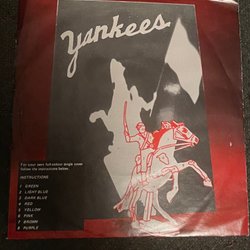 Yankees
For your own full-colour single cover
follow the instructions below.
INSTRUCTIONS
1 GREEN
2 LIGHT BLUE
3 DARK BLUE
4 RED
5 YELLOW
6 PINK
7 BROWN
8 PURPLE